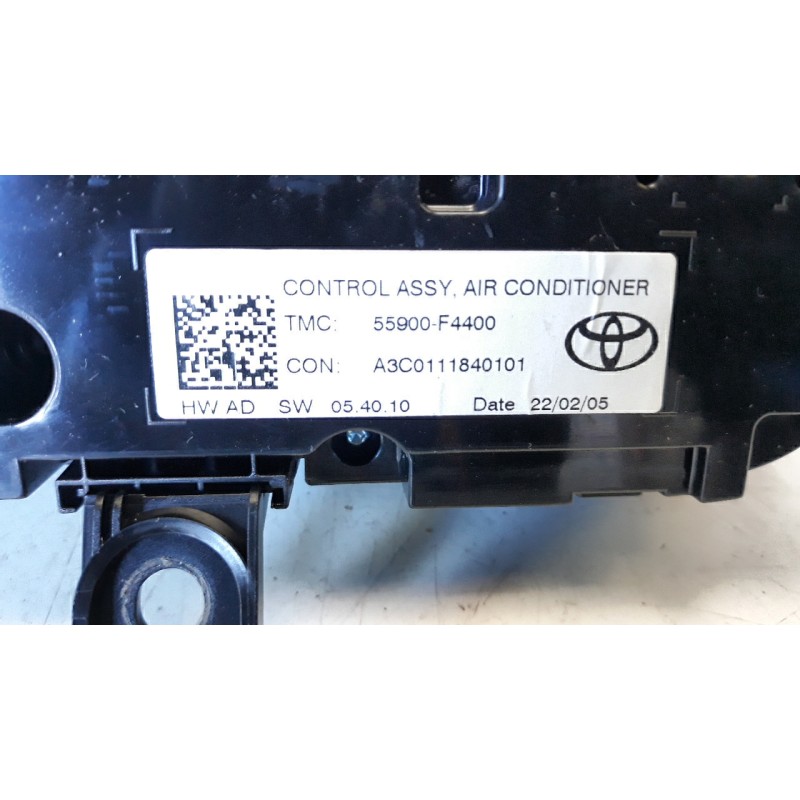 CONTROL ASSY, AIR CONDITIONER
TMC: 55900-F4400
CON: A3C0111840101
HW AD SW 05.40.10 Date 22/02/05